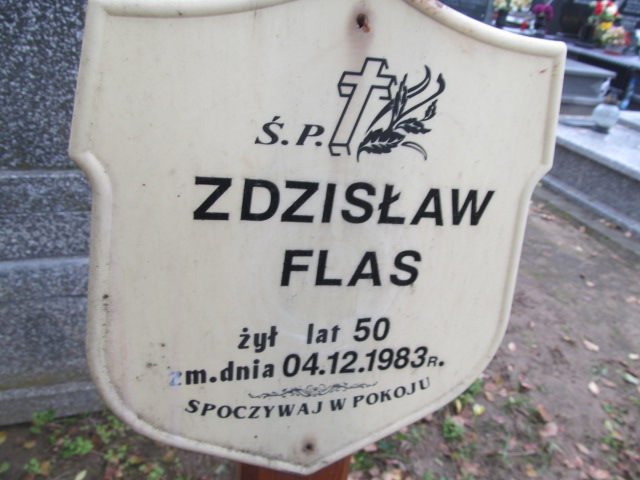 Ś.P.
ZDZISŁAW
FLAS
żył lat 50
zm.dnia 04.12.1983R.
SPOCZYWAJ W POKOJU